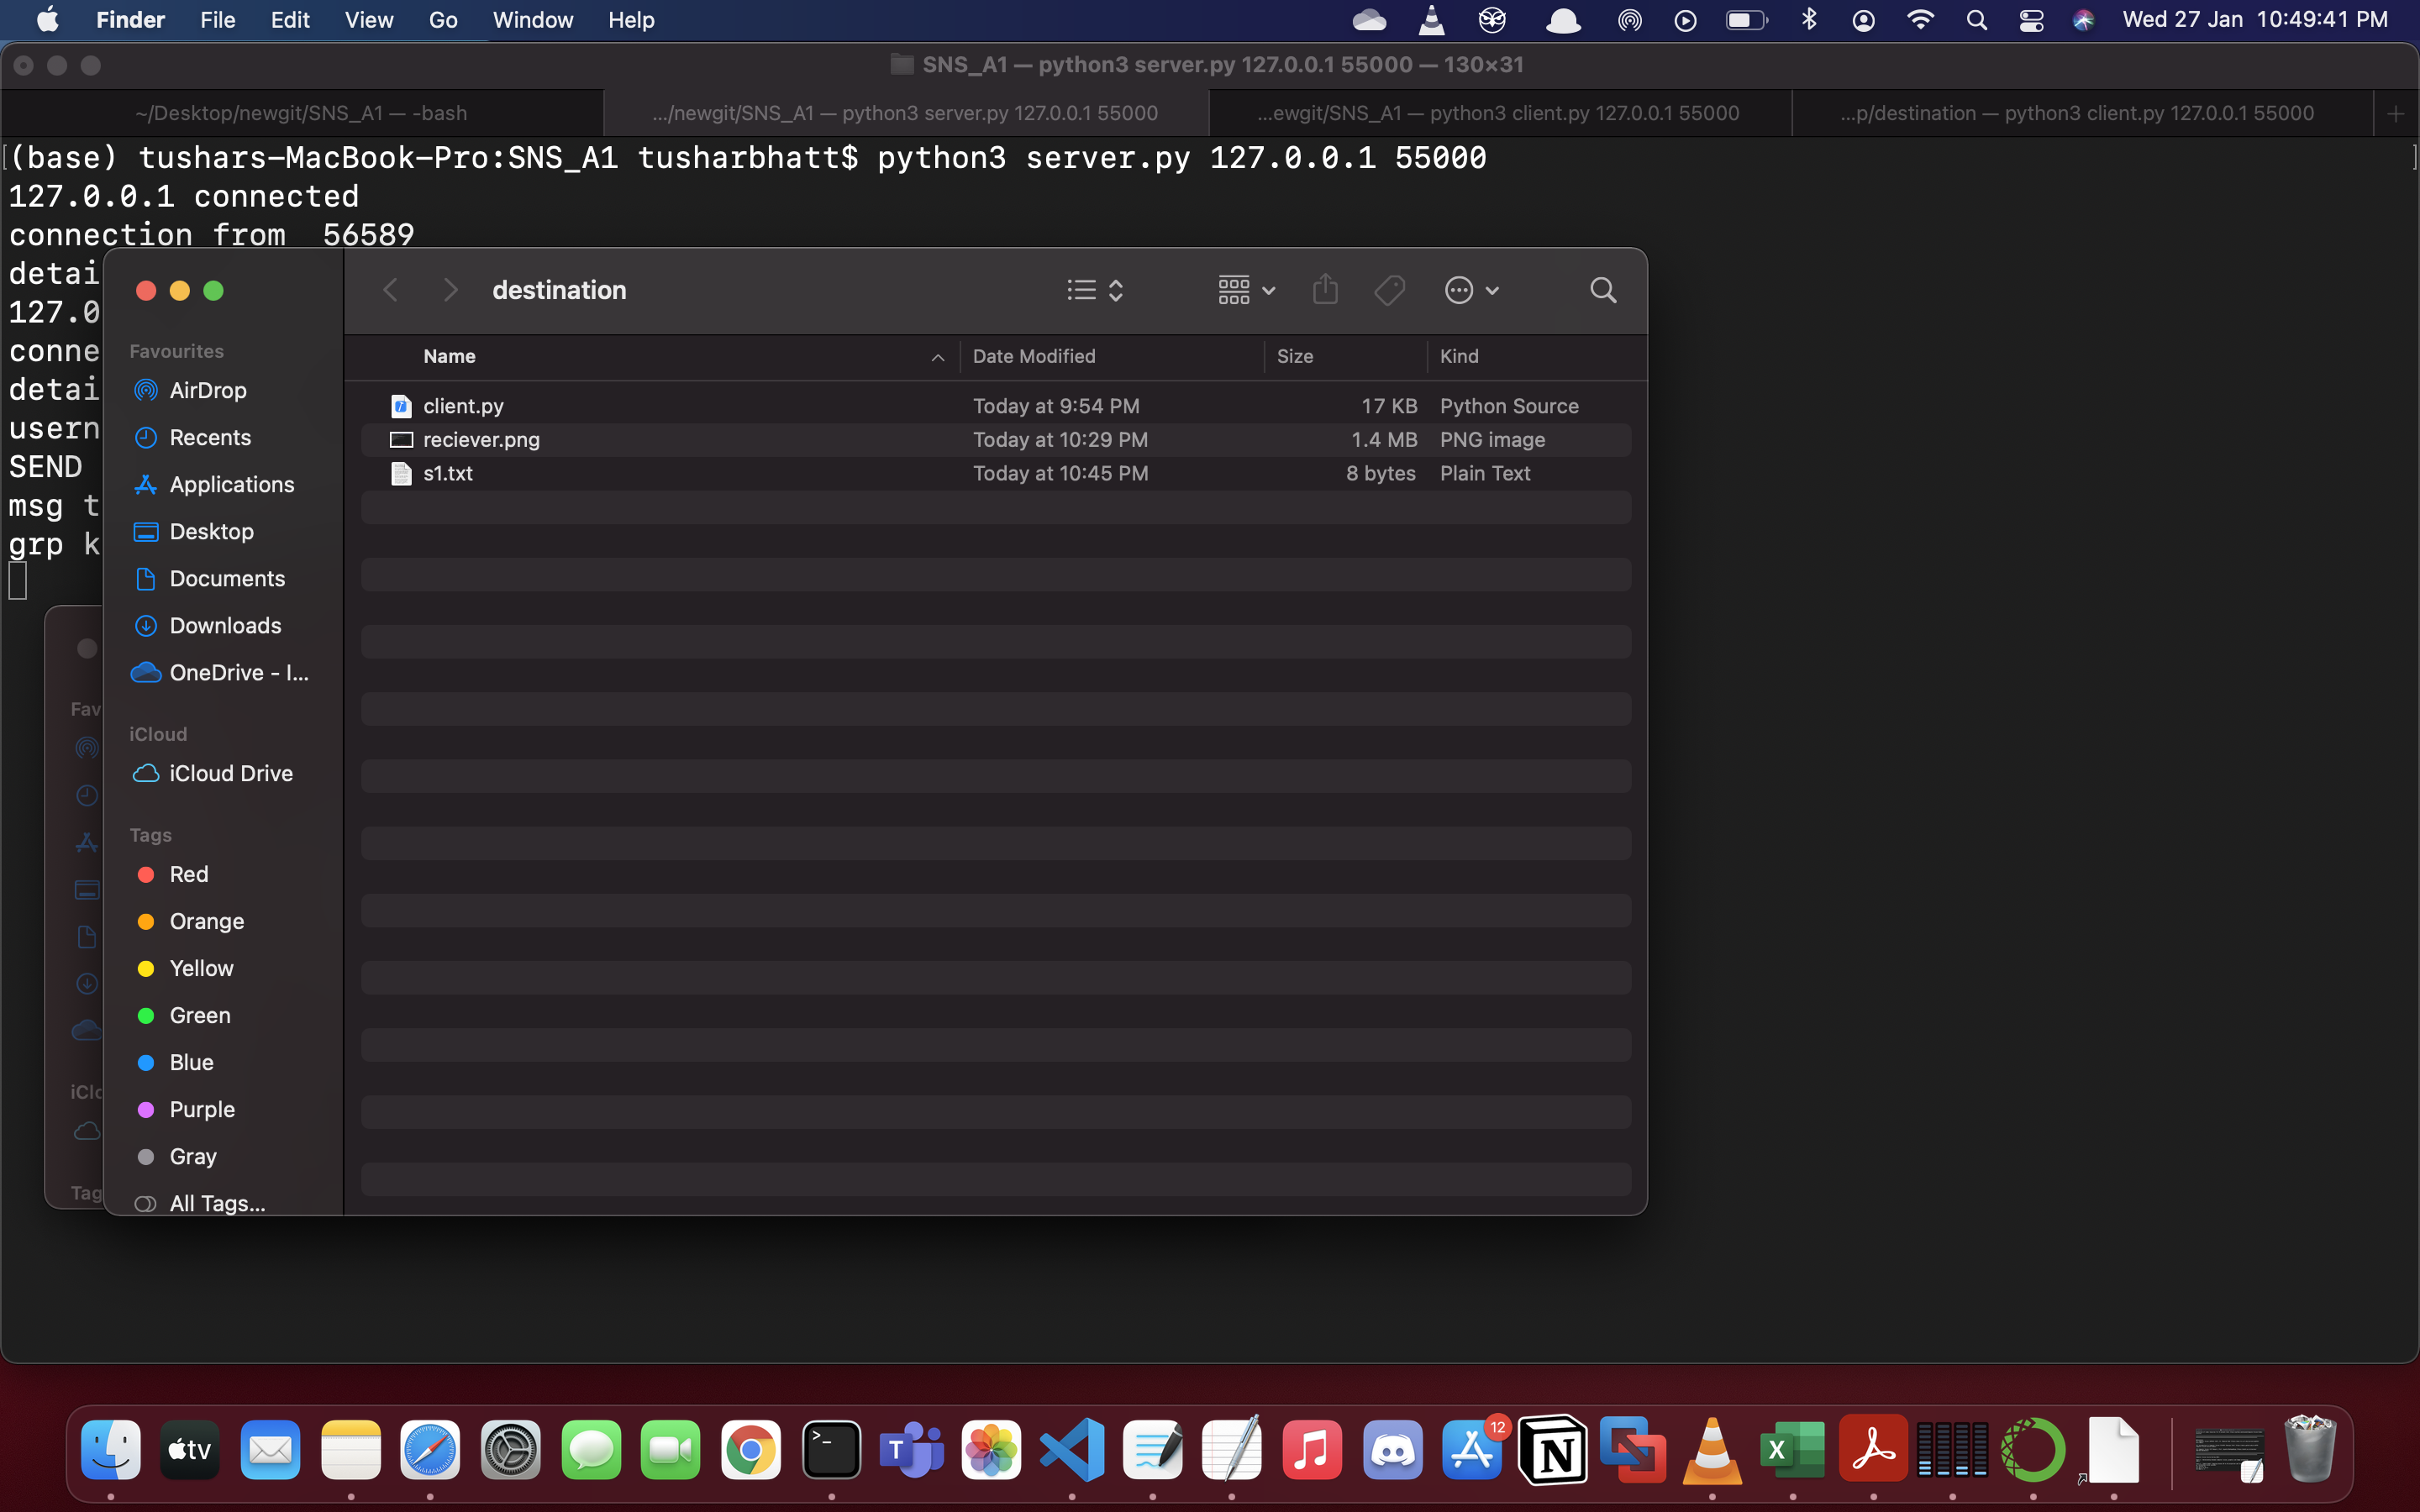 Finder File Edit View Go Window Help Wed 27 Jan 10:49:41 PM
SNS_A1 — python3 server.py 127.0.0.1 55000 — 130×31
~/Desktop/newgit/SNS_A1 — -bash
.../newgit/SNS_A1 — python3 server.py 127.0.0.1 55000
...ewgit/SNS_A1 — python3 client.py 127.0.0.1 55000
...p/destination — python3 client.py 127.0.0.1 55000
[(base) tushars-MacBook-Pro:SNS_A1 tusharbhatt$ python3 server.py 127.0.0.1 55000 ]
127.0.0.1 connected
connection from  56589
detai
127.0
conne
detai
usern
SEND
msg t
grp k
destination
Favourites
AirDrop
Recents
Applications
Desktop
Documents
Downloads
OneDrive - I...
iCloud
iCloud Drive
Tags
Red
Orange
Yellow
Green
Blue
Purple
Gray
All Tags...
Name Date Modified Size Kind
client.py Today at 9:54 PM 17 KB Python Source
reciever.png Today at 10:29 PM 1.4 MB PNG image
s1.txt Today at 10:45 PM 8 bytes Plain Text
Fav
iClo
Tag
tv
>_
T
12
N
X